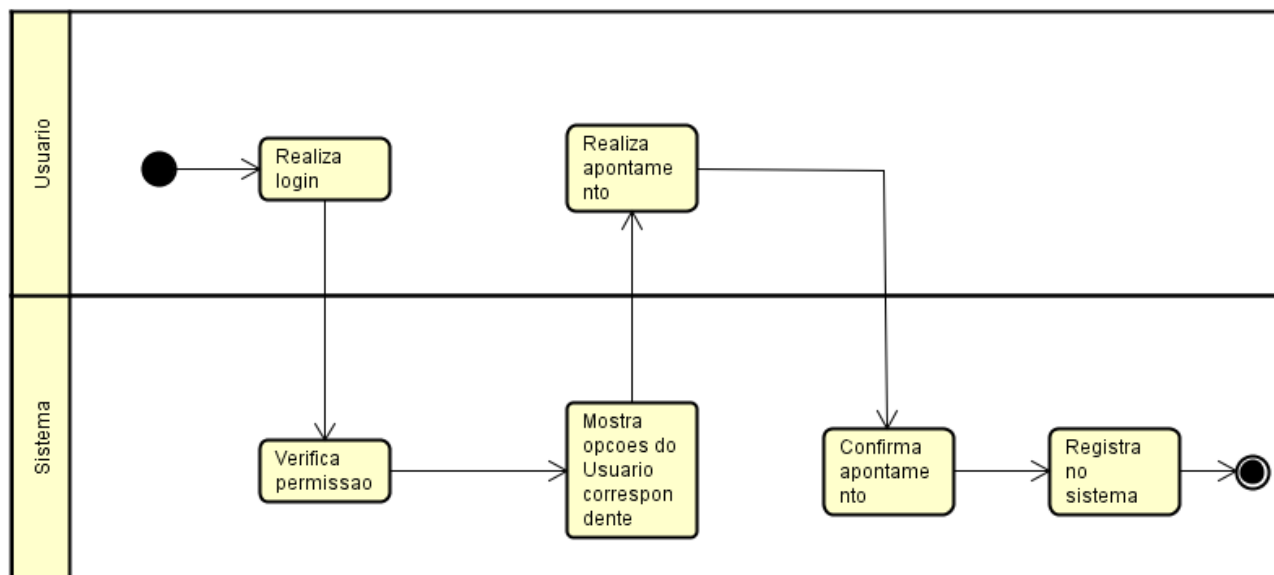 Usuario
Realiza
login
Realiza
apontame
nto
Sistema
Verifica
permissao
Mostra
opcoes do
Usuario
correspon
dente
Confirma
apontame
nto
Registra
no
sistema